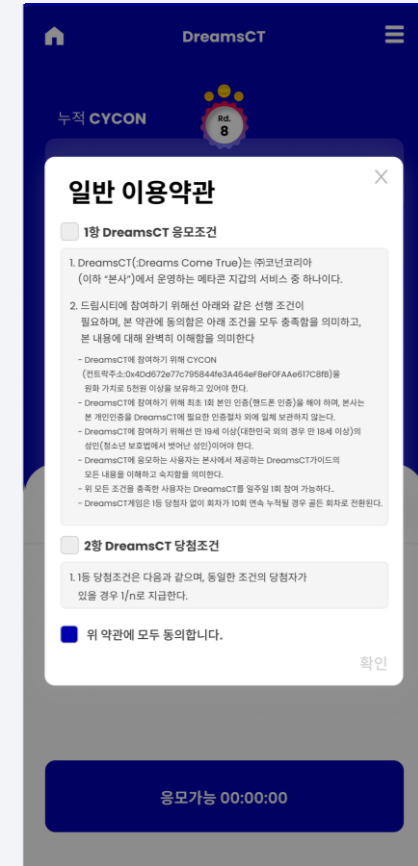 DreamsCT
누적 CYCON
Rd.
8
일반 이용약관
1항 DreamsCT 응모조건
1. DreamsCT(:Dreams Come True)는 ㈜코넌코리아
(이하 “본사”)에서 운영하는 메타콘 지갑의 서비스 중 하나이다.
2. 드림시티에 참여하기 위해선 아래와 같은 선행 조건이
필요하며, 본 약관에 동의함은 아래 조건을 모두 충족함을 의미하고,
본 내용에 대해 완벽히 이해함을 의미한다
- DreamsCT에 참여하기 위해 CYCON
(컨트락주소:0x4Dd672e77c795844fe3A464eF8eF0FAAe617C8fB)을
원화 가치로 5천원 이상을 보유하고 있어야 한다.
- DreamsCT에 참여하기 위해 최초 1회 본인 인증(핸드폰 인증)을 해야 하며, 본사는
본 개인인증을 DreamsCT에 필요한 인증절차 외에 일체 보관하지 않는다.
- DreamsCT에 참여하기 위해선 만 19세 이상(대한민국 외의 경우 만 18세 이상)의
성인(청소년 보호법에서 벗어난 성인)이어야 한다.
- DreamsCT에 응모하는 사용자는 본사에서 제공하는 DreamsCT가이드의
모든 내용을 이해하고 숙지함을 의미한다.
- 위 모든 조건을 충족한 사용자는 DreamsCT를 일주일 1회 참여 가능하다..
- DreamsCT게임은 1등 당첨자 없이 회차가 10회 연속 누적될 경우 골든 회차로 전환된다.
2항 DreamsCT 당첨조건
1. 1등 당첨조건은 다음과 같으며, 동일한 조건의 당첨자가
있을 경우 1/n로 지급한다.
위 약관에 모두 동의합니다.
확인
응모가능 00:00:00